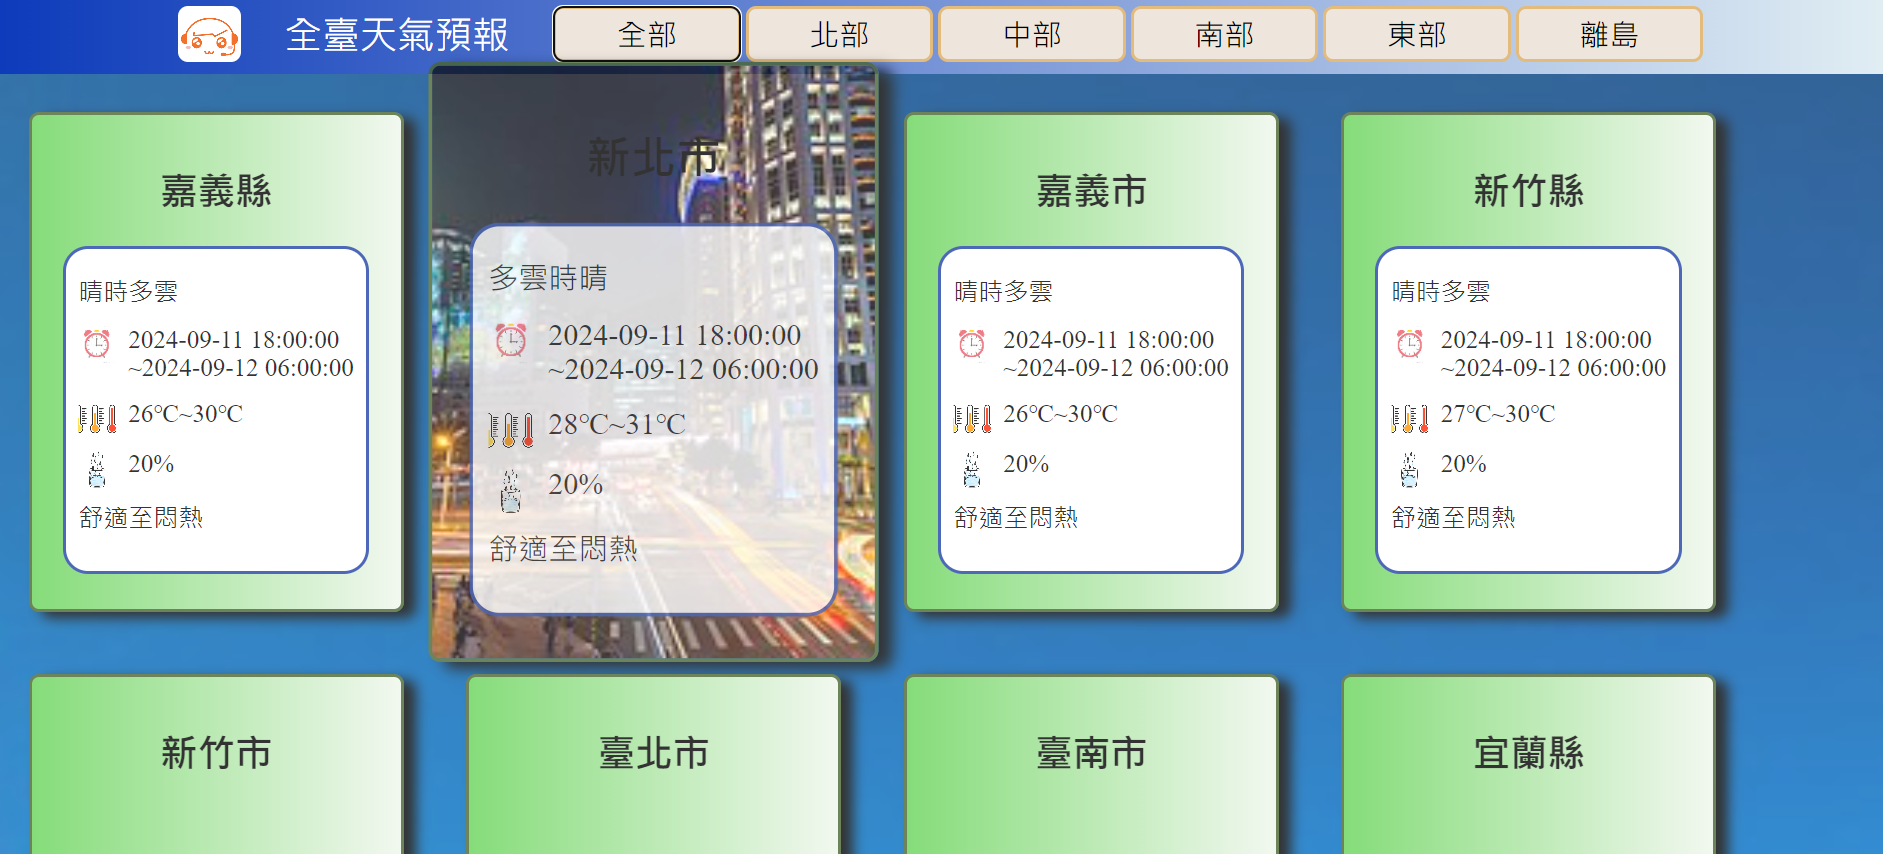 全臺天氣預報
全部
北部
中部
南部
東部
離島
嘉義縣
晴時多雲
2024-09-11 18:00:00
~2024-09-12 06:00:00
26℃~30℃
20%
舒適至悶熱
新北市
多雲時晴
2024-09-11 18:00:00
~2024-09-12 06:00:00
28℃~31℃
20%
舒適至悶熱
嘉義市
晴時多雲
2024-09-11 18:00:00
~2024-09-12 06:00:00
26℃~30℃
20%
舒適至悶熱
新竹縣
晴時多雲
2024-09-11 18:00:00
~2024-09-12 06:00:00
27℃~30℃
20%
舒適至悶熱
新竹市
臺北市
臺南市
宜蘭縣